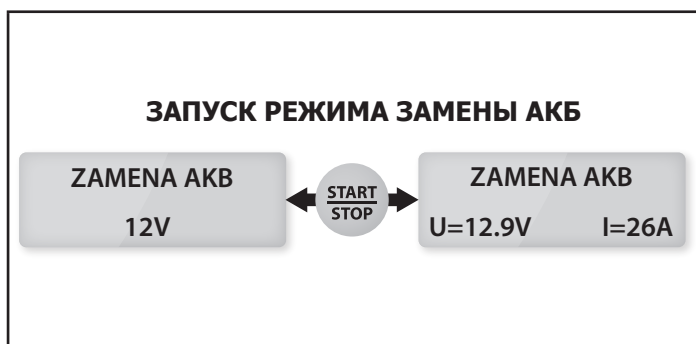 ЗАПУСК РЕЖИМА ЗАМЕНЫ АКБ
ZAMENA AKB
12V
START
STOP
ZAMENA AKB
U=12.9V I=26A